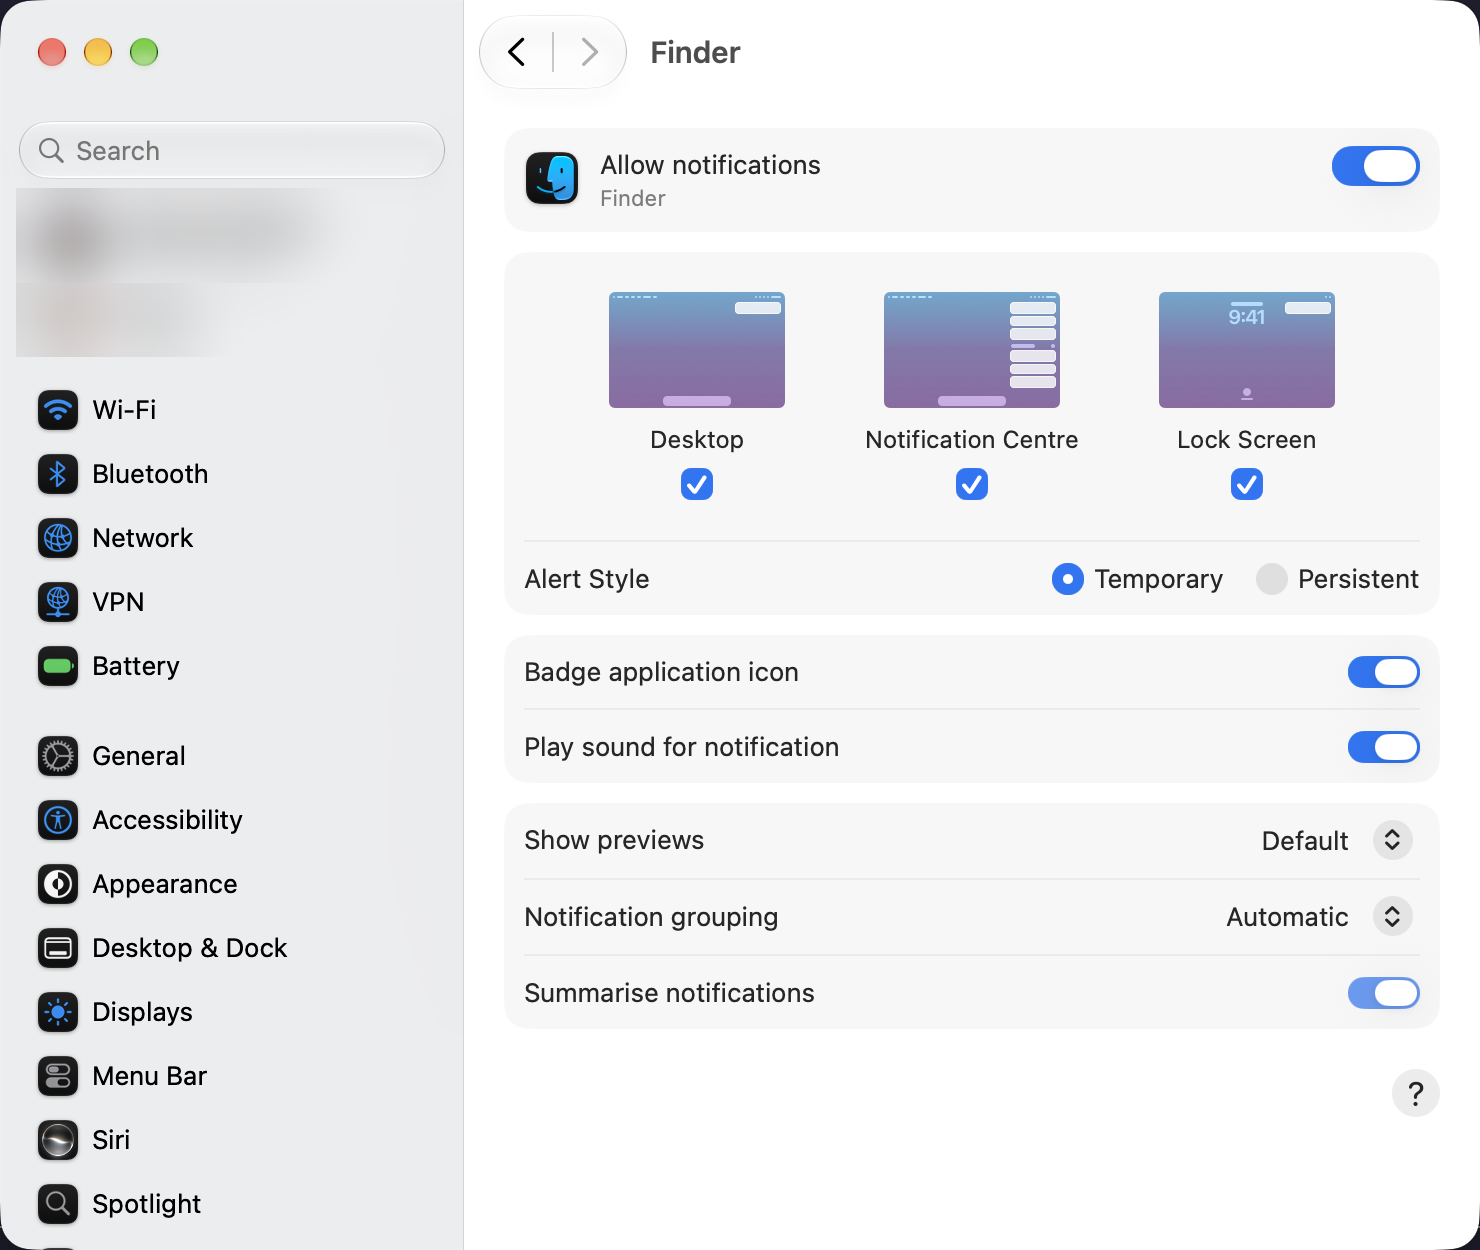 Finder
Search
Wi-Fi
Bluetooth
Network
VPN
Battery
General
Accessibility
Appearance
Desktop & Dock
Displays
Menu Bar
Siri
Spotlight
Allow notifications
Finder
9:41
Desktop
Notification Centre
Lock Screen
Alert Style
Temporary
Persistent
Badge application icon
Play sound for notification
Show previews
Default
Notification grouping
Automatic
Summarise notifications
?